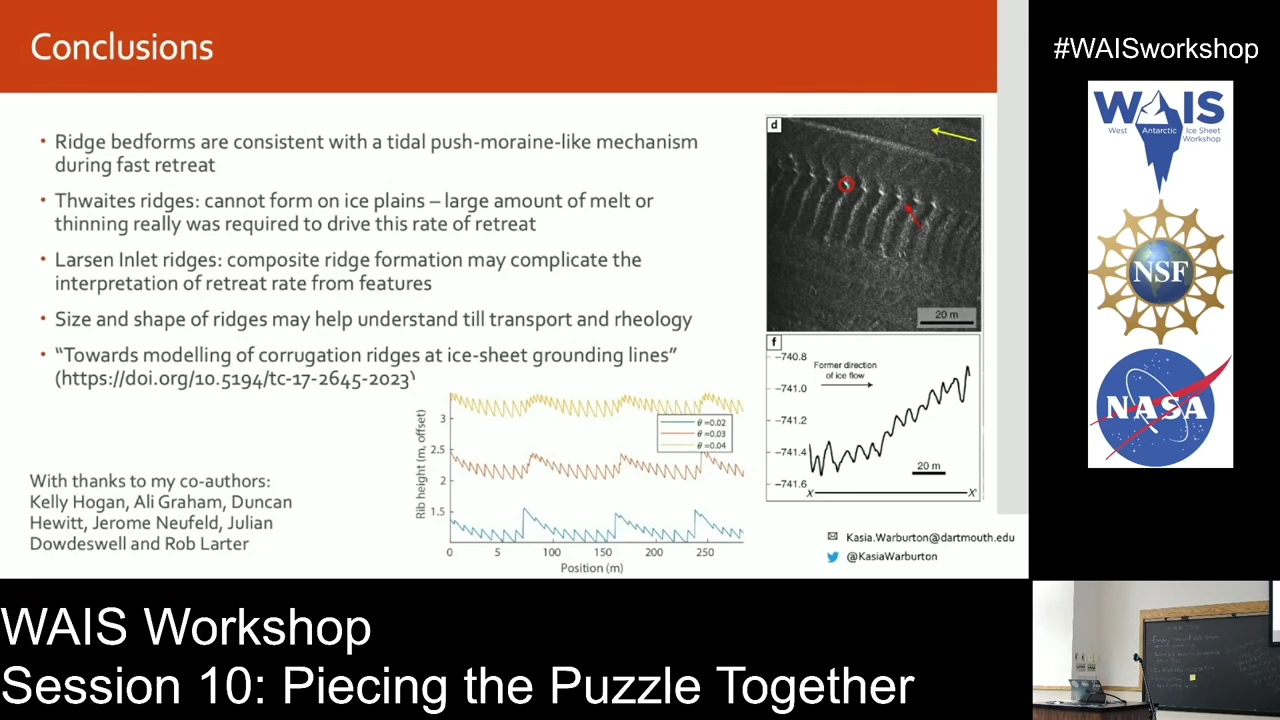 Conclusions
• Ridge bedforms are consistent with a tidal push-moraine-like mechanism
during fast retreat
• Thwaites ridges: cannot form on ice plains – large amount of melt or
thinning really was required to drive this rate of retreat
• Larsen Inlet ridges: composite ridge formation may complicate the
interpretation of retreat rate from features
• Size and shape of ridges may help understand till transport and rheology
• “Towards modelling of corrugation ridges at ice-sheet grounding lines”
(https://doi.org/10.5194/tc-17-2645-2023)
With thanks to my co-authors:
Kelly Hogan, Ali Graham, Duncan
Hewitt, Jerome Neufeld, Julian
Dowdeswell and Rob Larter
Rib height (m, offset)
3
2.5
2
1.5
θ =0.02
θ =0.03
θ =0.04
0 5 100 150 200 250
Position (m)
d
20 m
f
−740.8
−741.0
−741.2
−741.4
−741.6
Former direction
of ice flow
20 m
X X'
Kasia.Warburton@dartmouth.edu
@KasiaWarburton
#WAISworkshop
WAIS
West Antarctic Ice Sheet
Workshop
NSF
NASA
WAIS Workshop
Session 10: Piecing the Puzzle Together